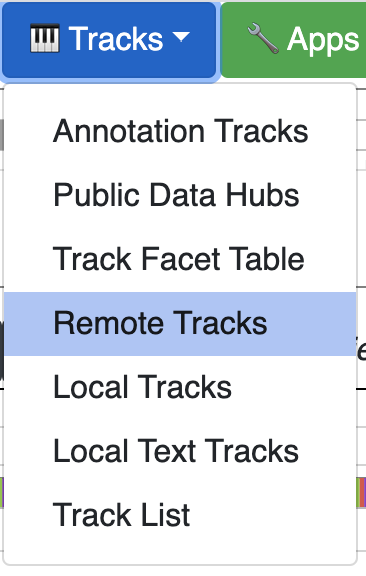 Tracks Apps
Annotation Tracks
Public Data Hubs
Track Facet Table
Remote Tracks
Local Tracks
Local Text Tracks
Track List